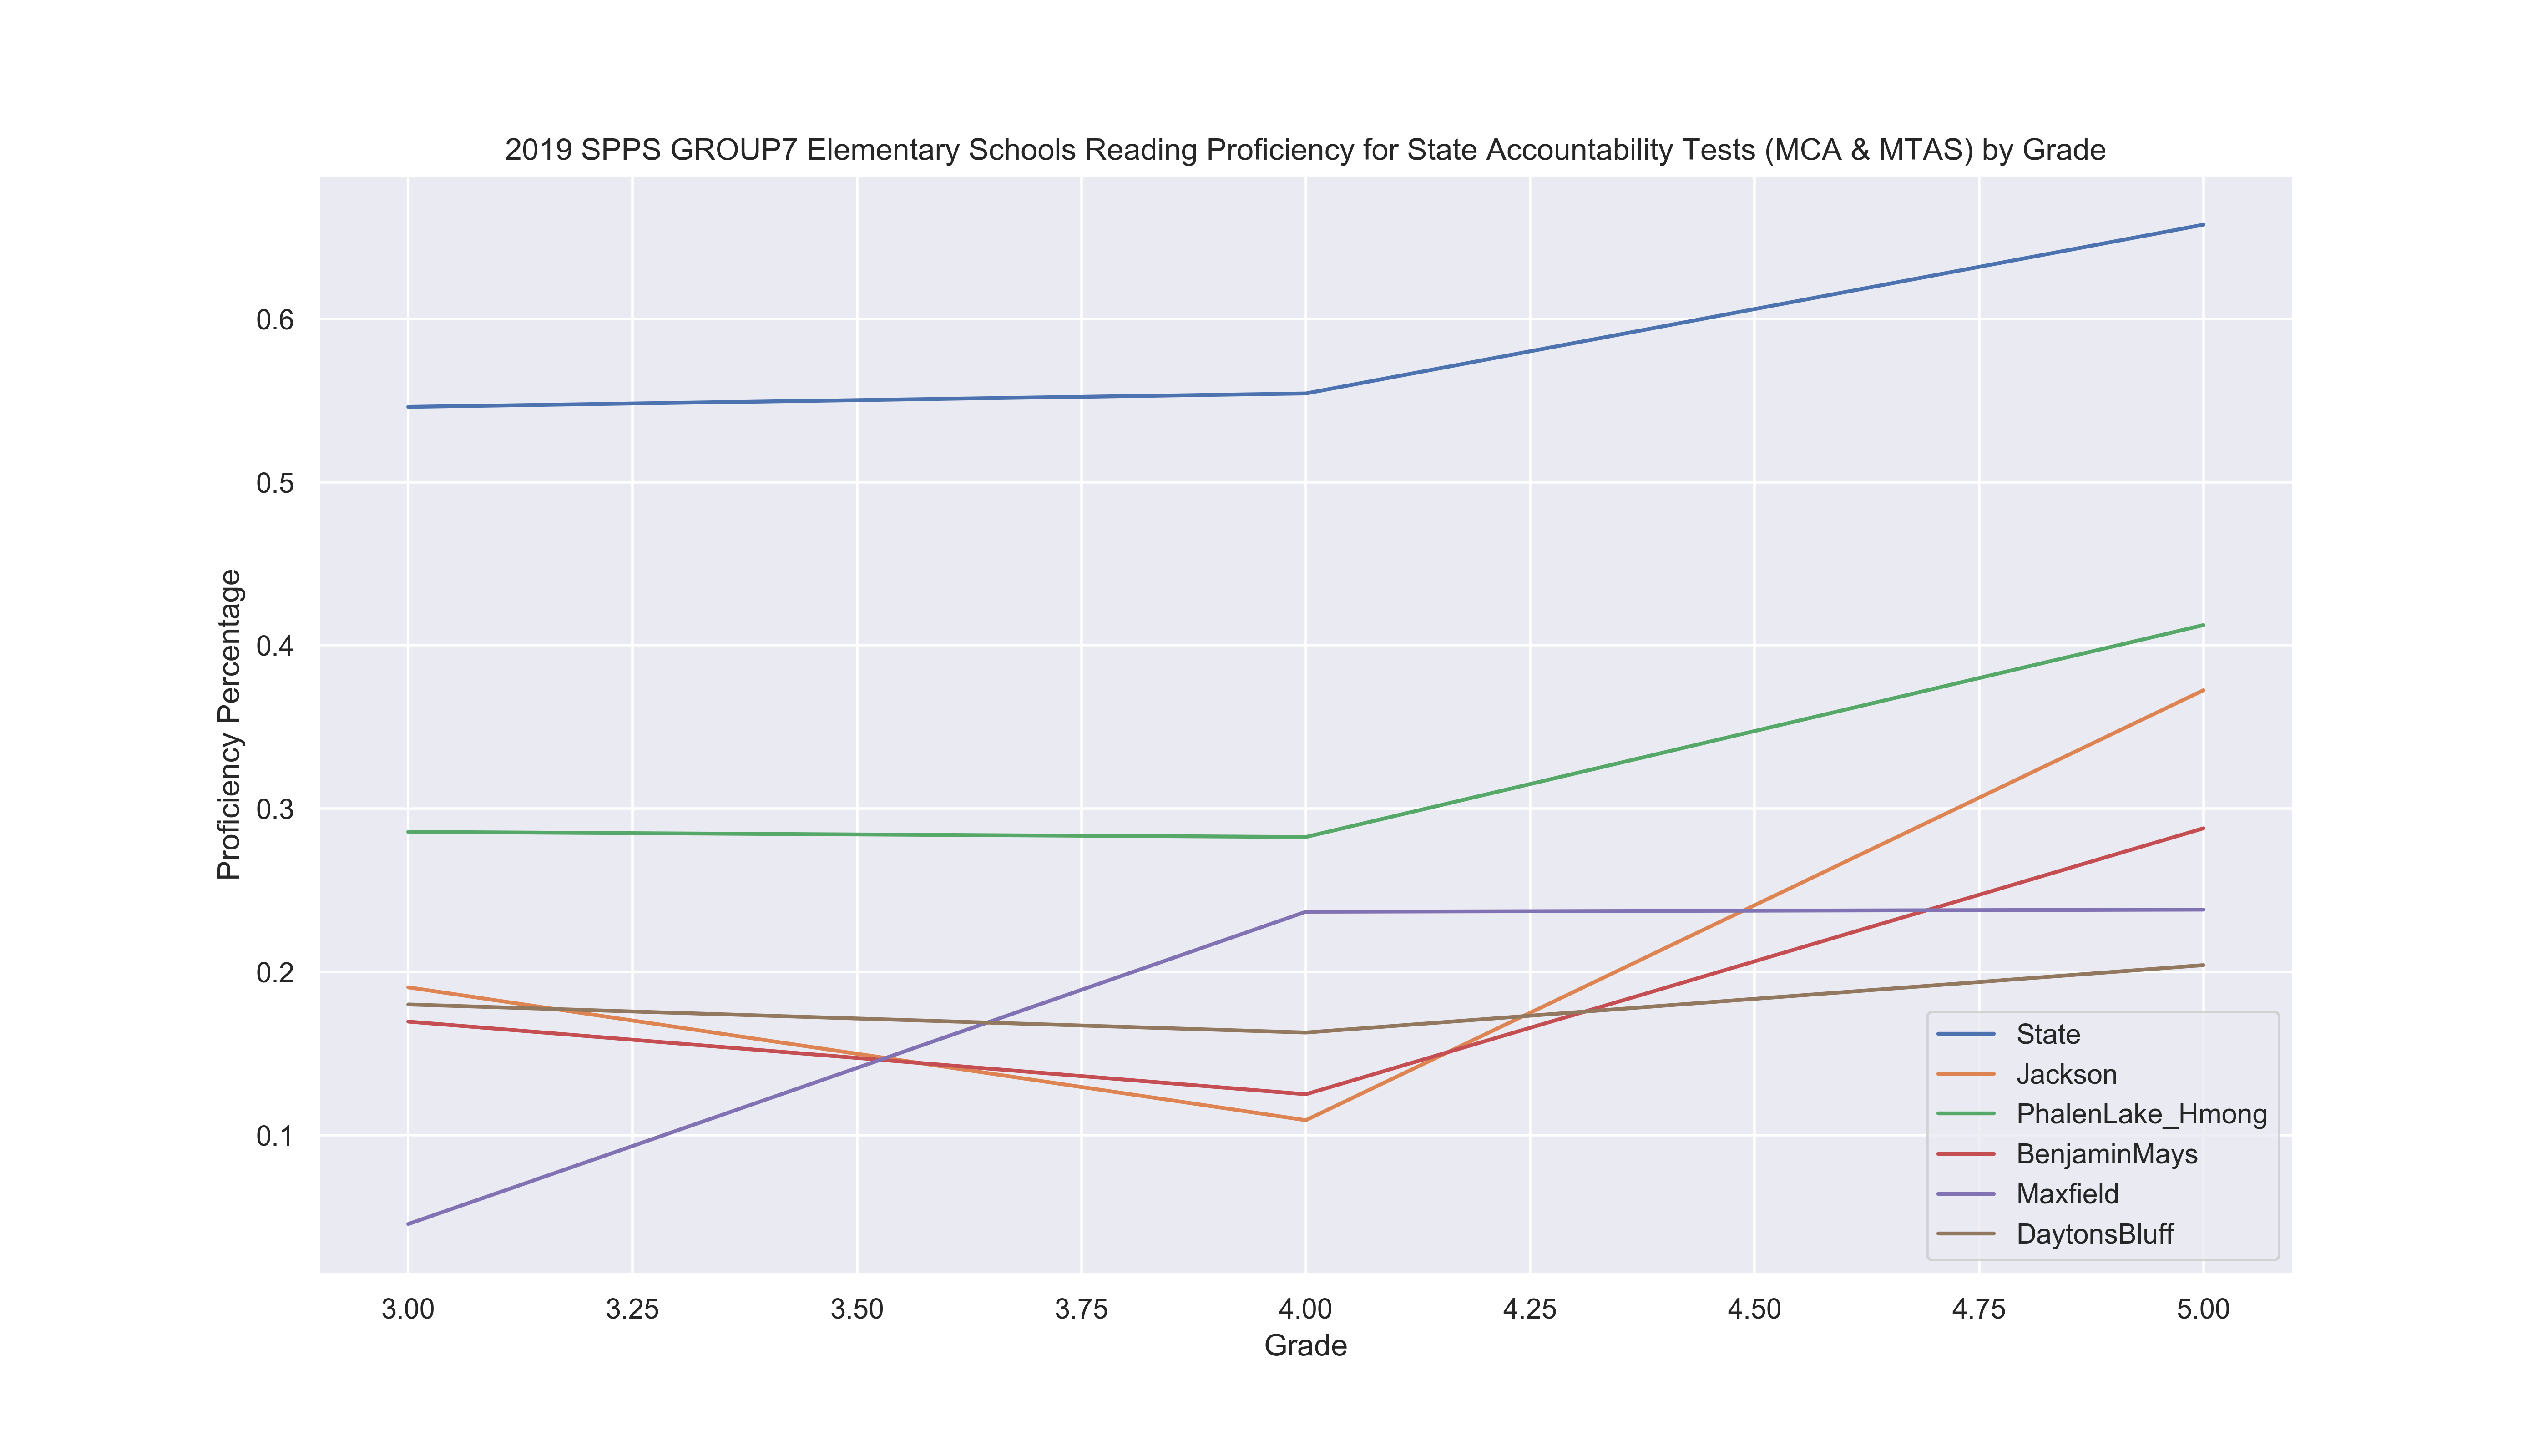 2019 SPPS GROUP7 Elementary Schools Reading Proficiency for State Accountability Tests (MCA & MTAS) by Grade
Proficiency Percentage
0.6
0.5
0.4
0.3
0.2
0.1
State
Jackson
PhalenLake_Hmong
BenjaminMays
Maxfield
DaytonsBluff
3.00 3.25 3.50 3.75 4.00 4.25 4.50 4.75 5.00
Grade